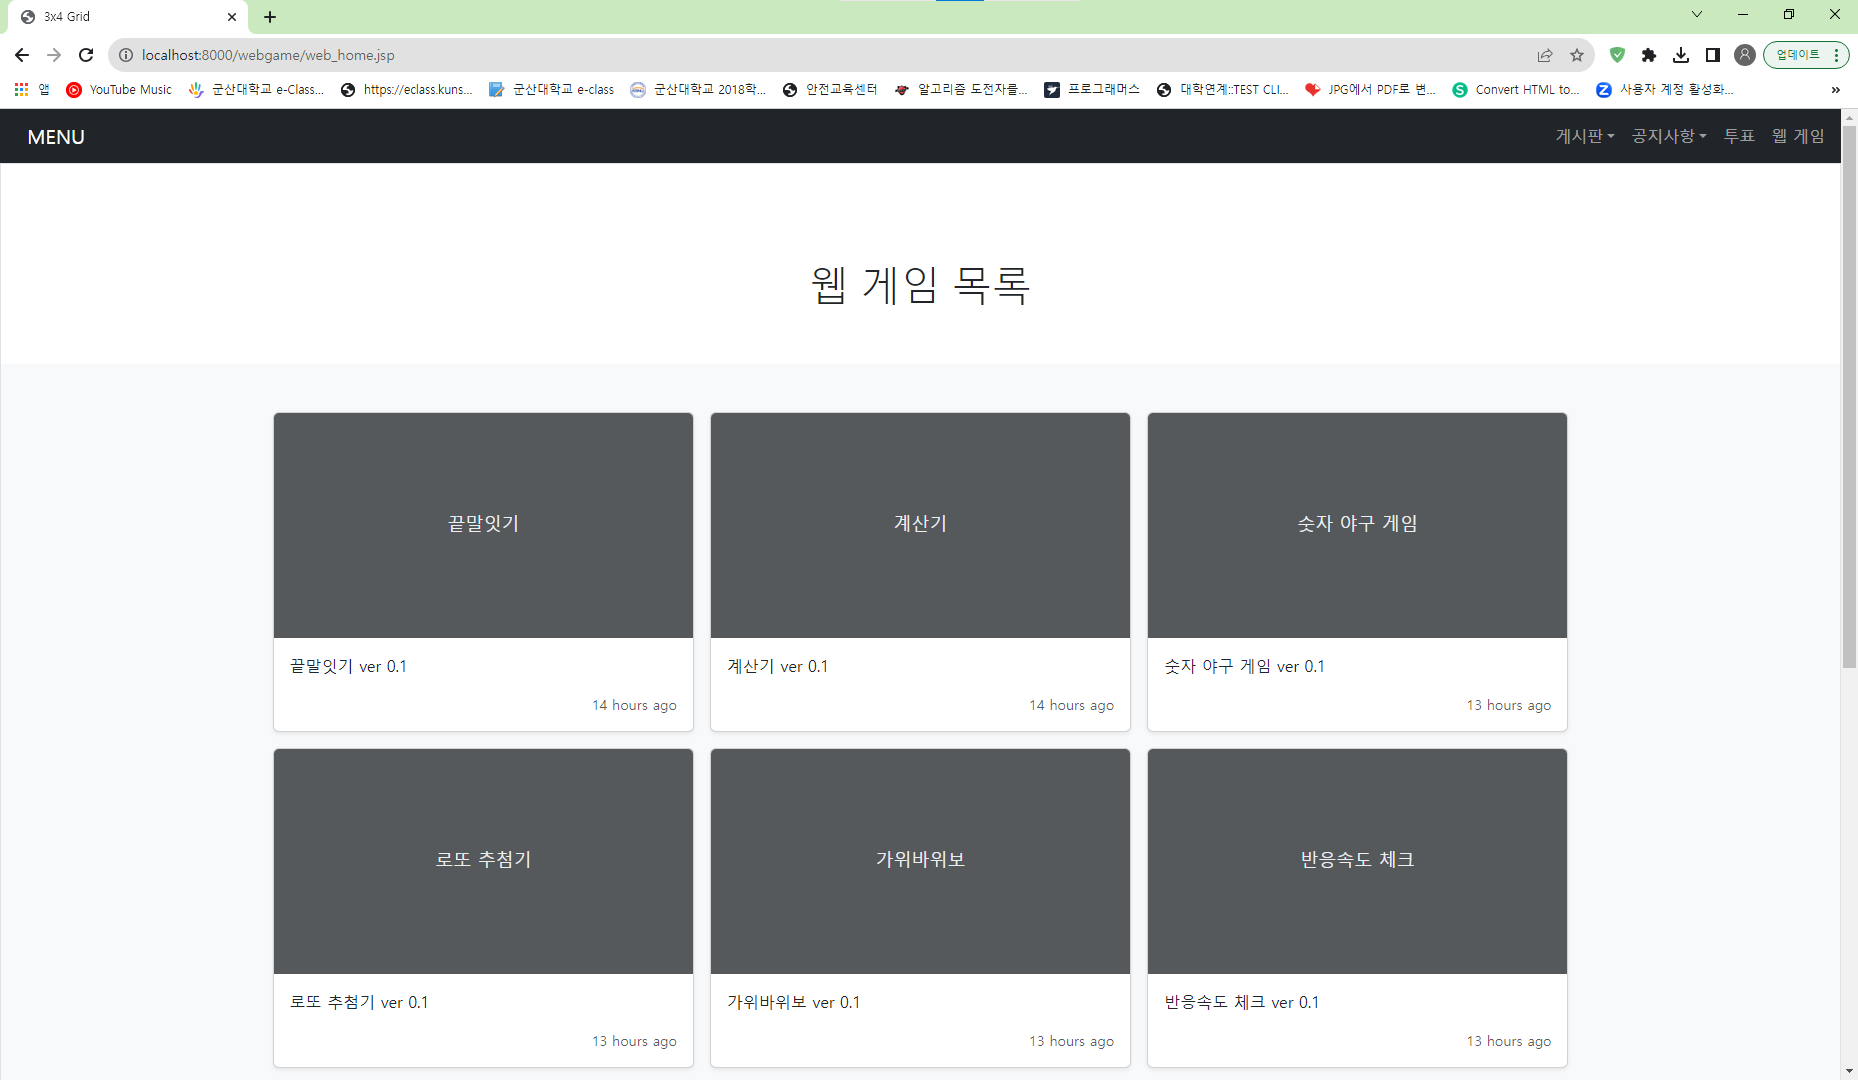 3x4 Grid
localhost:8000/webgame/web_home.jsp
업데이트
앱 YouTube Music 군산대학교 e-Class... https://eclass.kuns... 군산대학교 e-class 군산대학교 2018학... 안전교육센터 알고리즘 도전자를... 프로그래머스 대학연계::TEST CLI... JPG에서 PDF로 변... Convert HTML to... 사용자 계정 활성화... »
MENU 게시판 공지사항 투표 웹 게임
웹 게임 목록
끝말잇기 계산기 숫자 야구 게임
끝말잇기 ver 0.1 계산기 ver 0.1 숫자 야구 게임 ver 0.1
14 hours ago 14 hours ago 13 hours ago
로또 추첨기 가위바위보 반응속도 체크
로또 추첨기 ver 0.1 가위바위보 ver 0.1 반응속도 체크 ver 0.1
13 hours ago 13 hours ago 13 hours ago